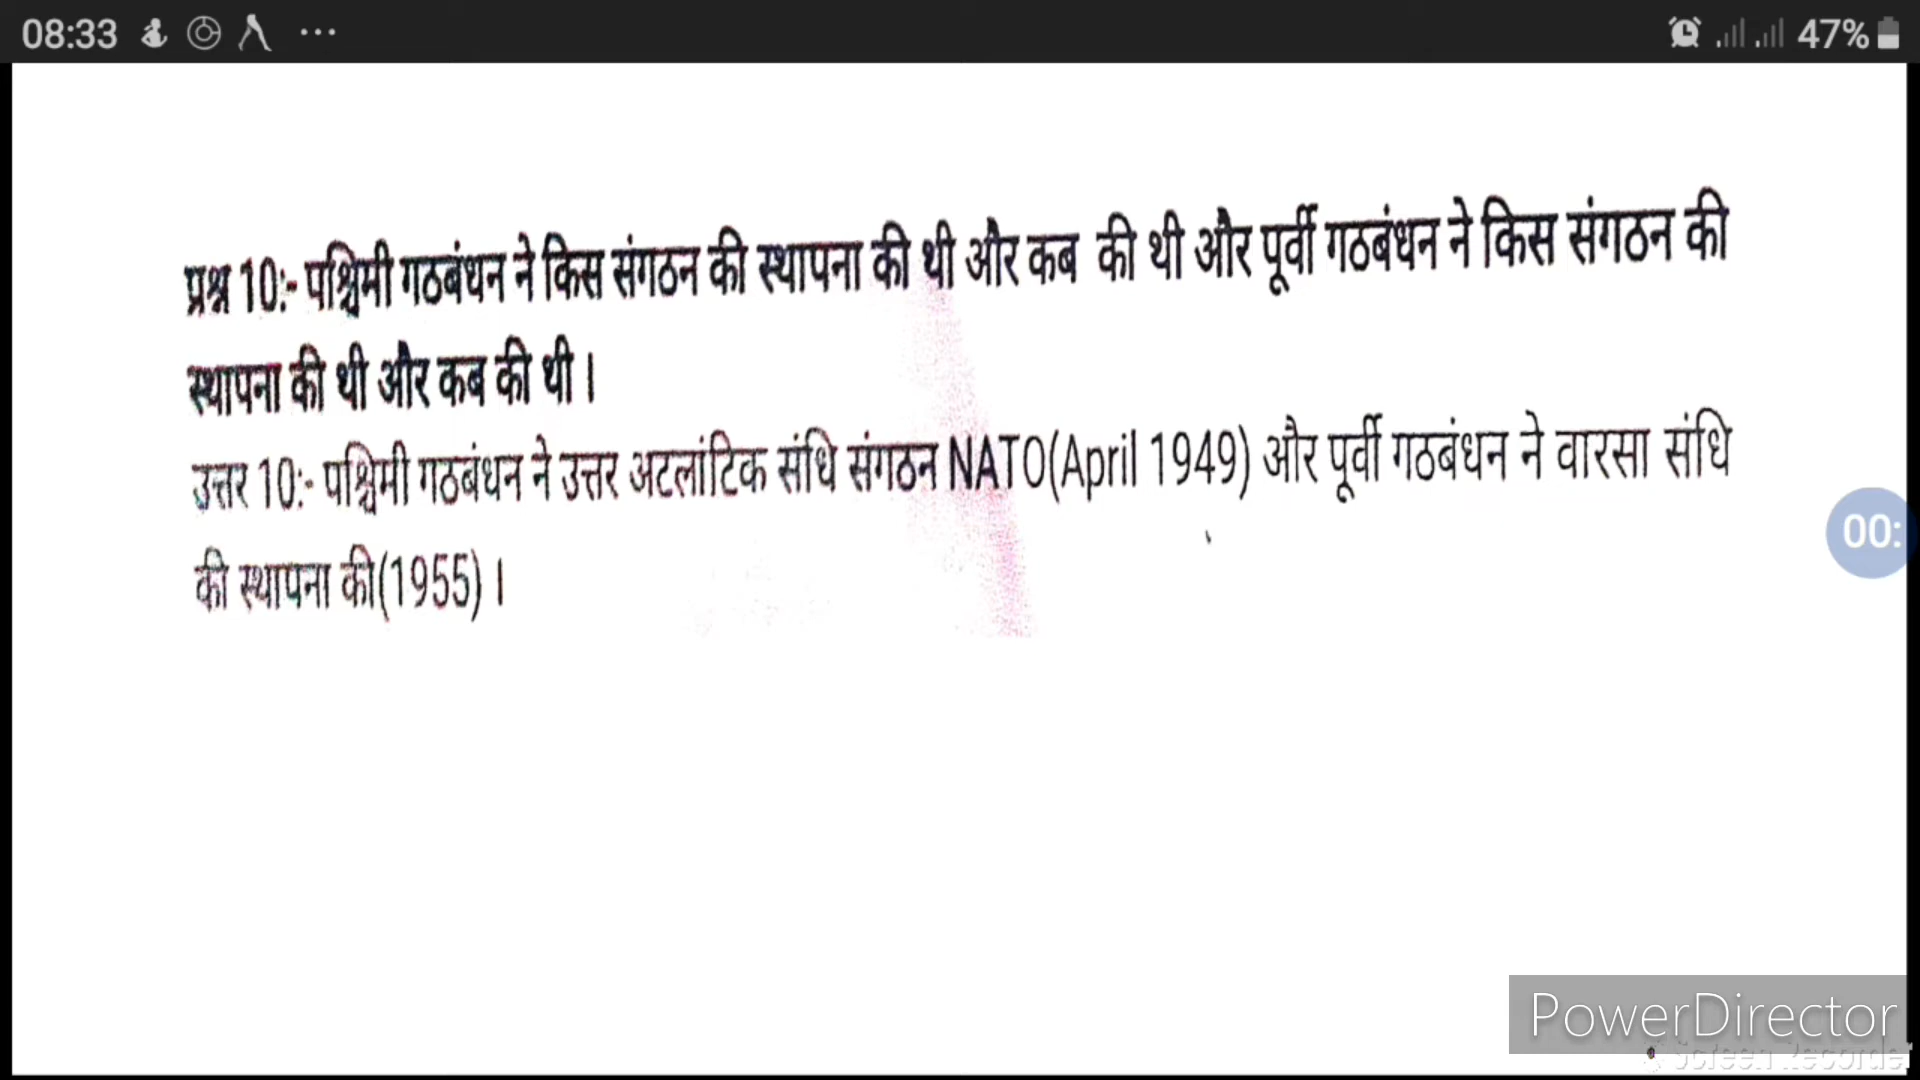 08:33 ... 47%
प्रश्न 10:- पश्चिमी गठबंधन ने किस संगठन की स्थापना की थी और कब की थी और पूर्वी गठबंधन ने किस संगठन की
स्थापना की थी और कब की थी ।
उत्तर 10:- पश्चिमी गठबंधन ने उत्तर अटलांटिक संधि संगठन NATO(April 1949) और पूर्वी गठबंधन ने वारसा संधि
00:
की स्थापना की(1955) ।
PowerDirector
Screen Recorder